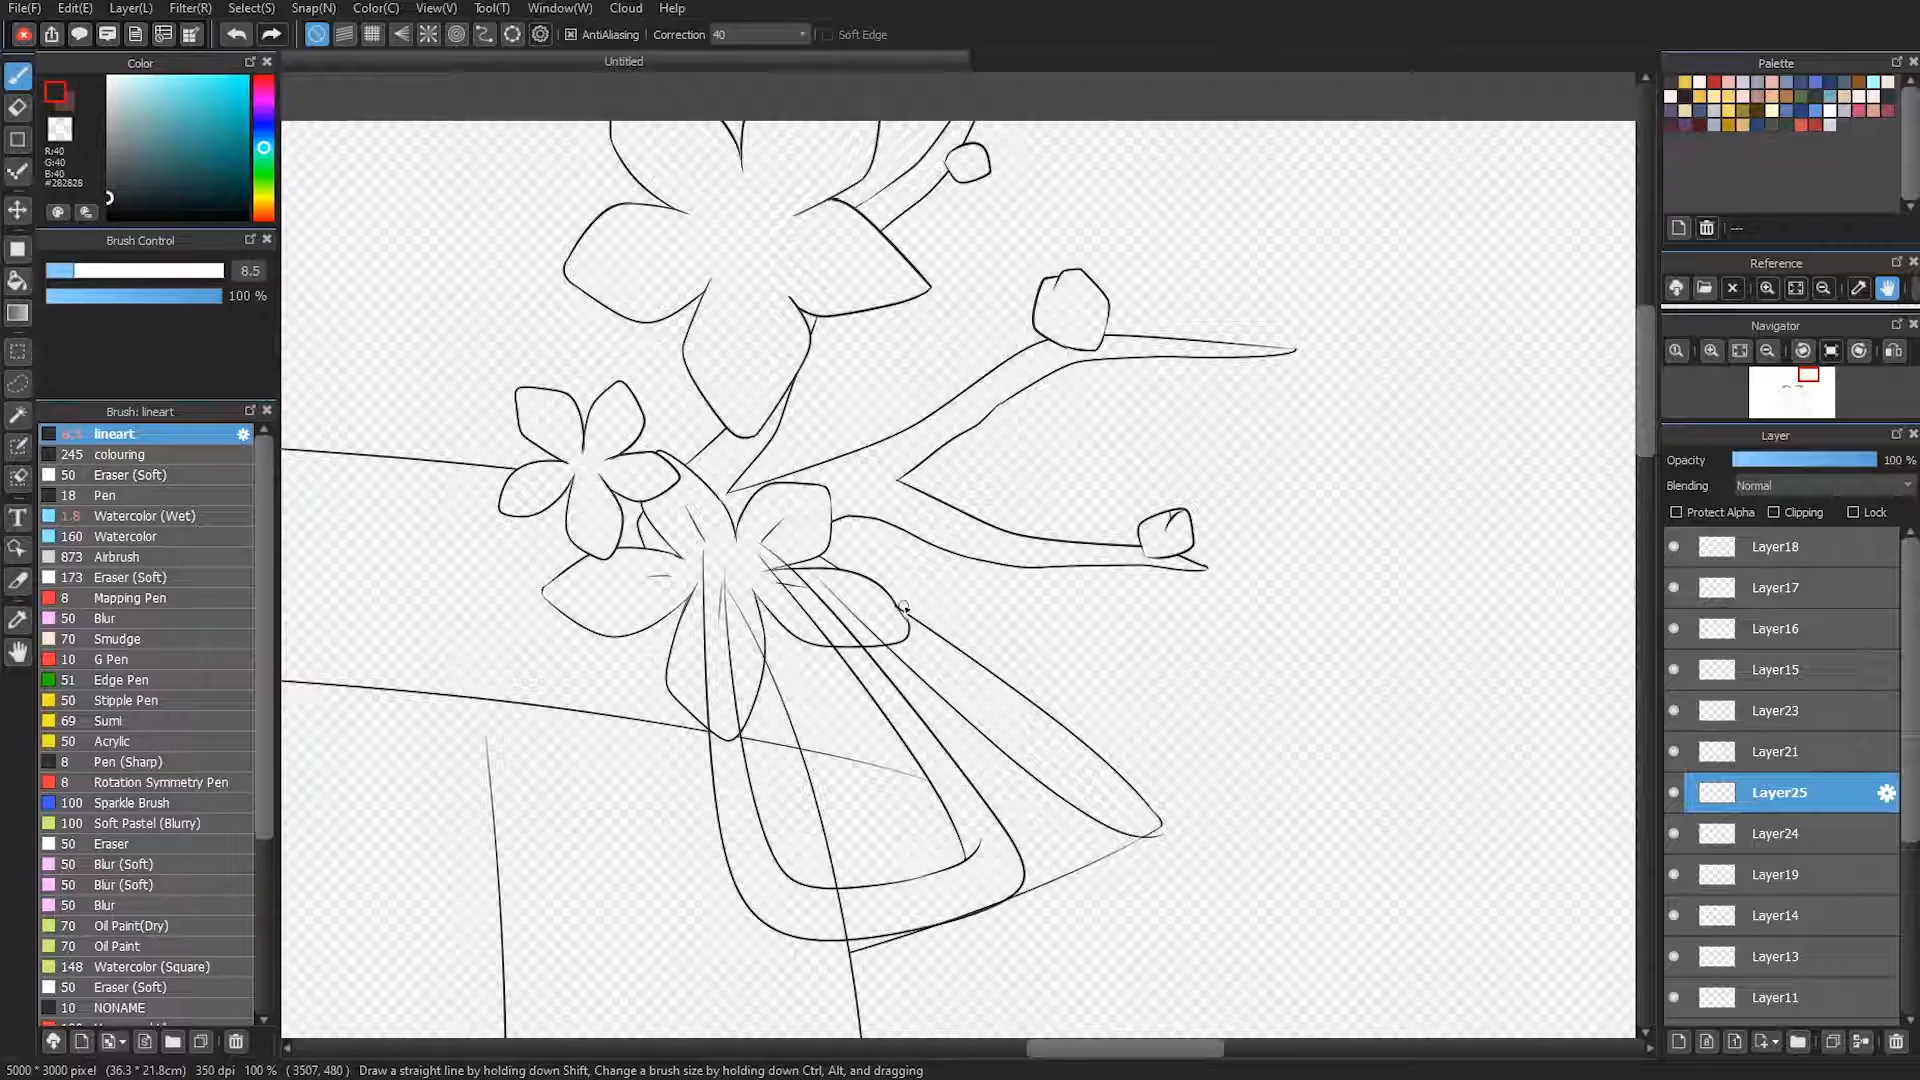 File(F) Edit(E) Layer(L) Filter(R) Select(S) Snap(N) Color(C) View(V) Tool(T) Window(W) Cloud Help
AntiAliasing Correction 40 Soft Edge
Untitled
Color
R:40
G:40
B:40
#282828
Brush Control
8.5
100 %
Brush: lineart
lineart
245 colouring
50 Eraser (Soft)
18 Pen
1.8 Watercolor (Wet)
160 Watercolor
873 Airbrush
173 Eraser (Soft)
8 Mapping Pen
50 Blur
70 Smudge
10 G Pen
51 Edge Pen
50 Stipple Pen
69 Sumi
50 Acrylic
8 Pen (Sharp)
8 Rotation Symmetry Pen
100 Sparkle Brush
100 Soft Pastel (Blurry)
50 Eraser
50 Blur (Soft)
50 Blur (Soft)
50 Blur
70 Oil Paint(Dry)
70 Oil Paint
148 Watercolor (Square)
50 Eraser (Soft)
10 NONAME
Palette
---
Reference
Navigator
Layer
Opacity 100 %
Blending Normal
Protect Alpha Clipping Lock
Layer18
Layer17
Layer16
Layer15
Layer23
Layer21
Layer25
Layer24
Layer19
Layer14
Layer13
Layer11
5000 * 3000 pixel (36.3 * 21.8cm) 350 dpi 100 % ( 3507, 480 ) Draw a straight line by holding down Shift, Change a brush size by holding down Ctrl, Alt, and dragging